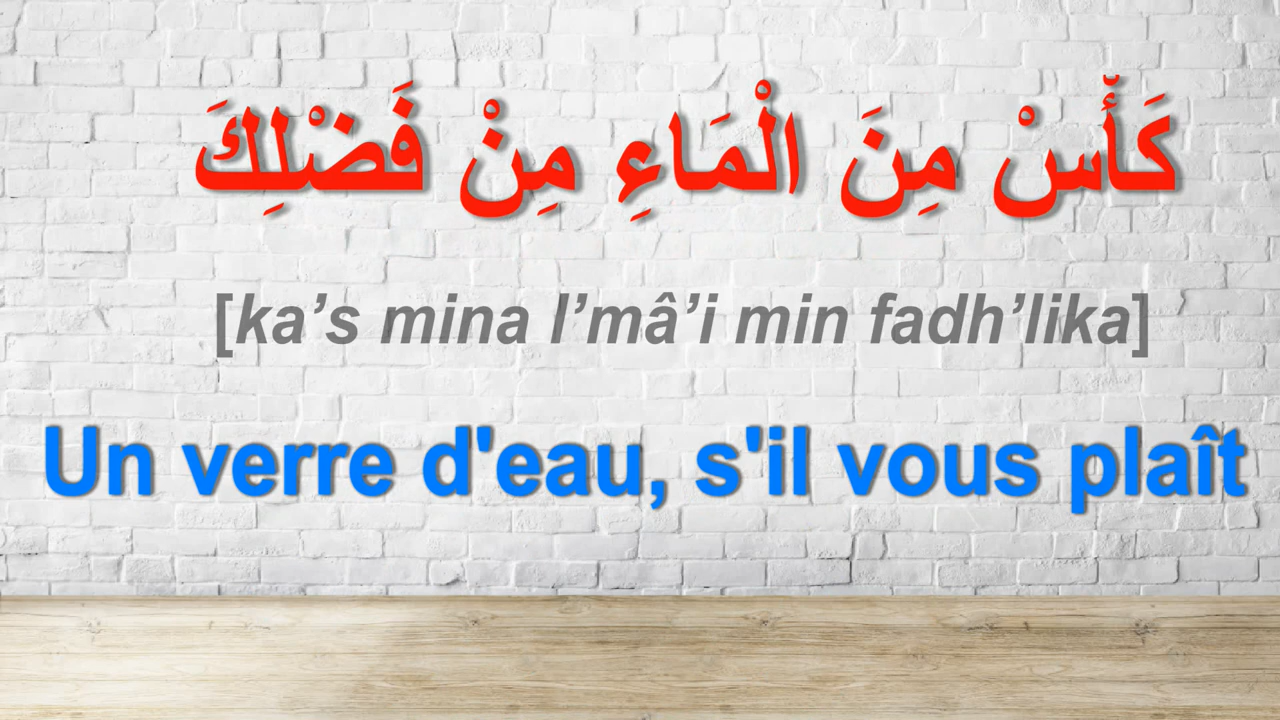 كَأّسْ مِنَ الْمَاءِ مِنْ فَضْلِكَ
[ka’s mina l’mâ’i min fadh’lika]
Un verre d'eau, s'il vous plaît